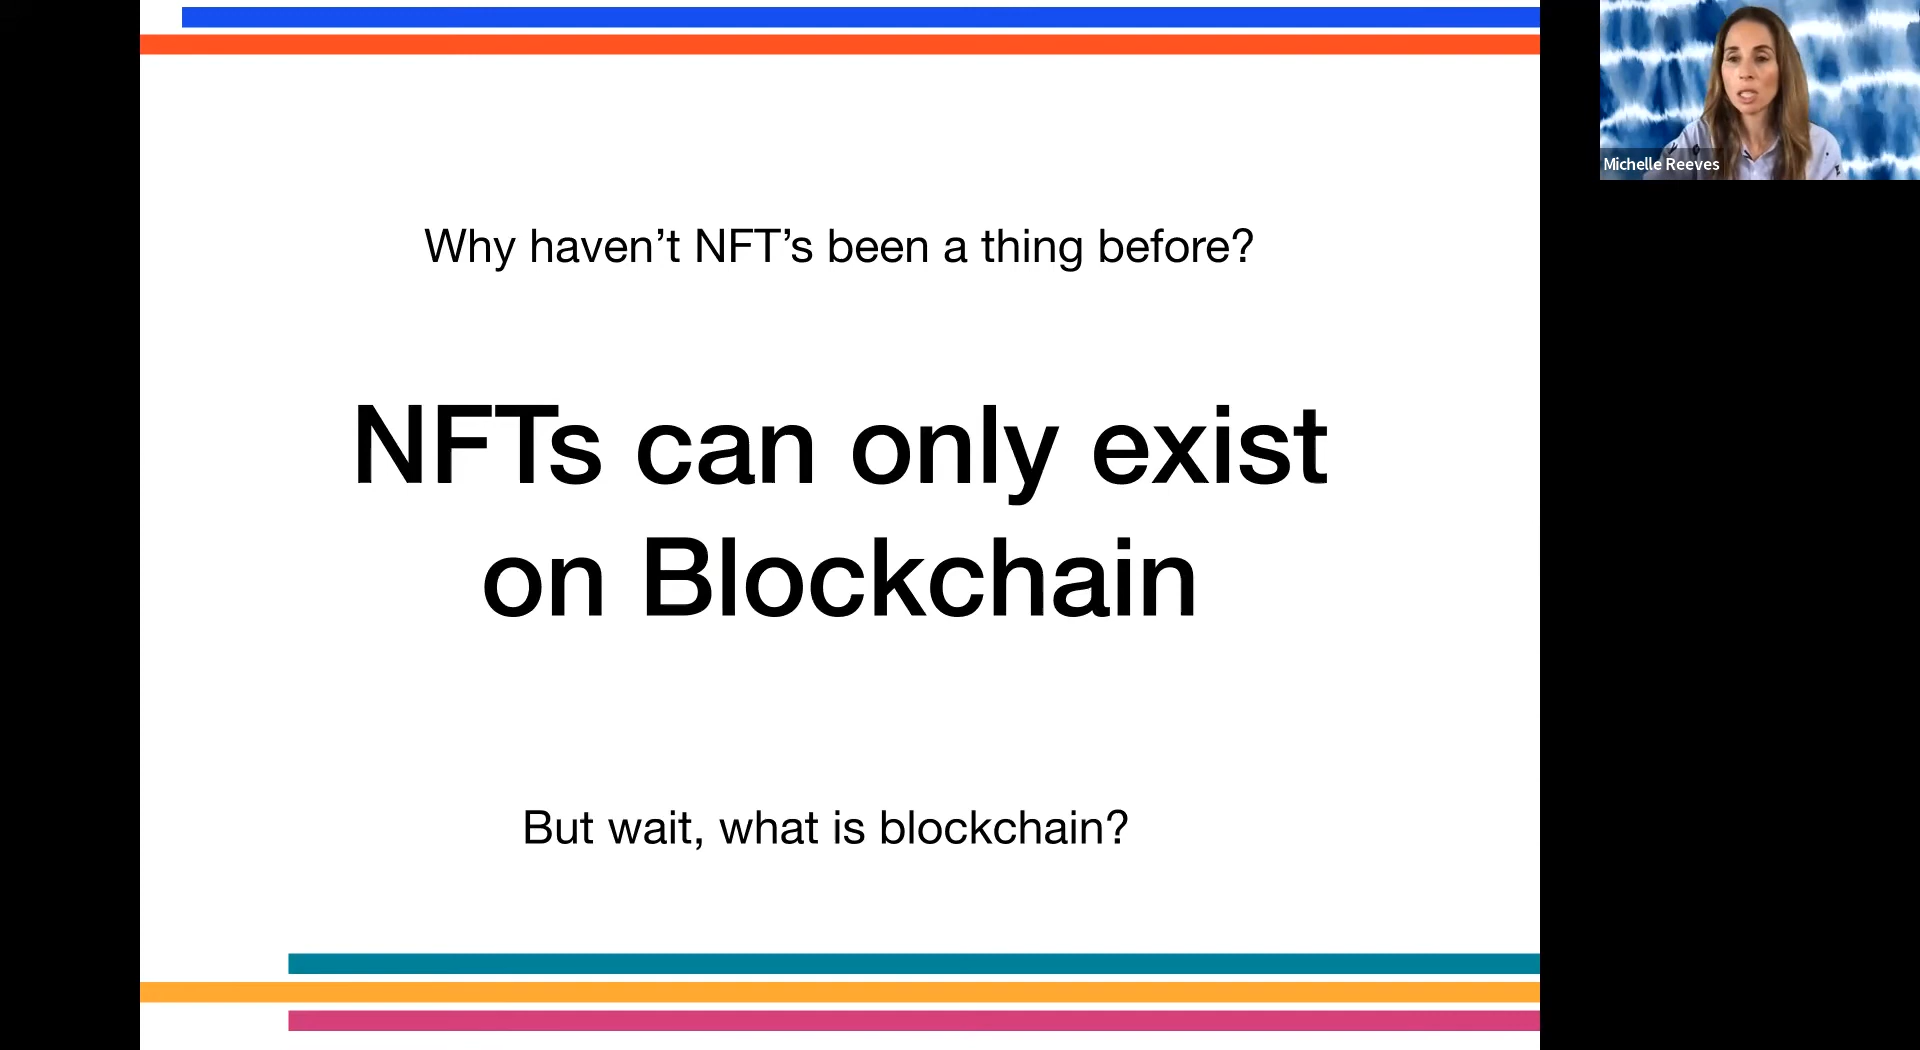 Michelle Reeves
Why haven’t NFT’s been a thing before?
NFTs can only exist
on Blockchain
But wait, what is blockchain?